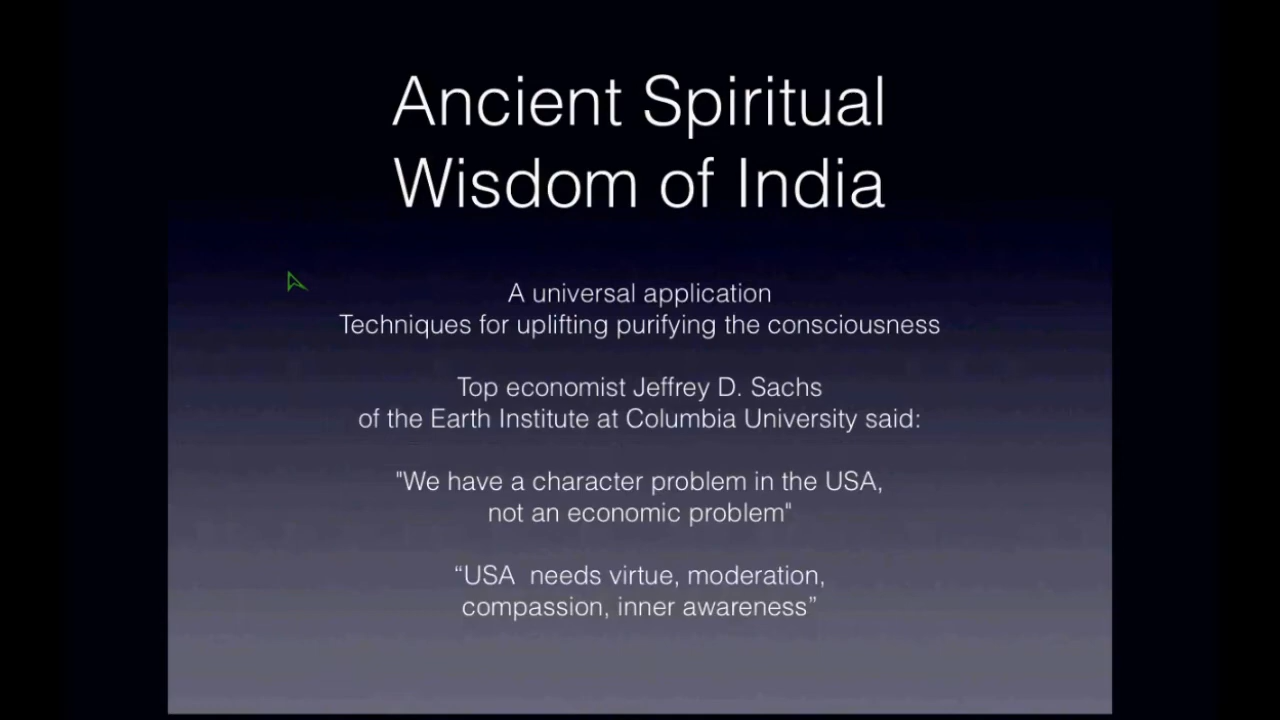 Ancient Spiritual
Wisdom of India
A universal application
Techniques for uplifting purifying the consciousness
Top economist Jeffrey D. Sachs
of the Earth Institute at Columbia University said:
"We have a character problem in the USA,
not an economic problem"
“USA  needs virtue, moderation,
compassion, inner awareness”